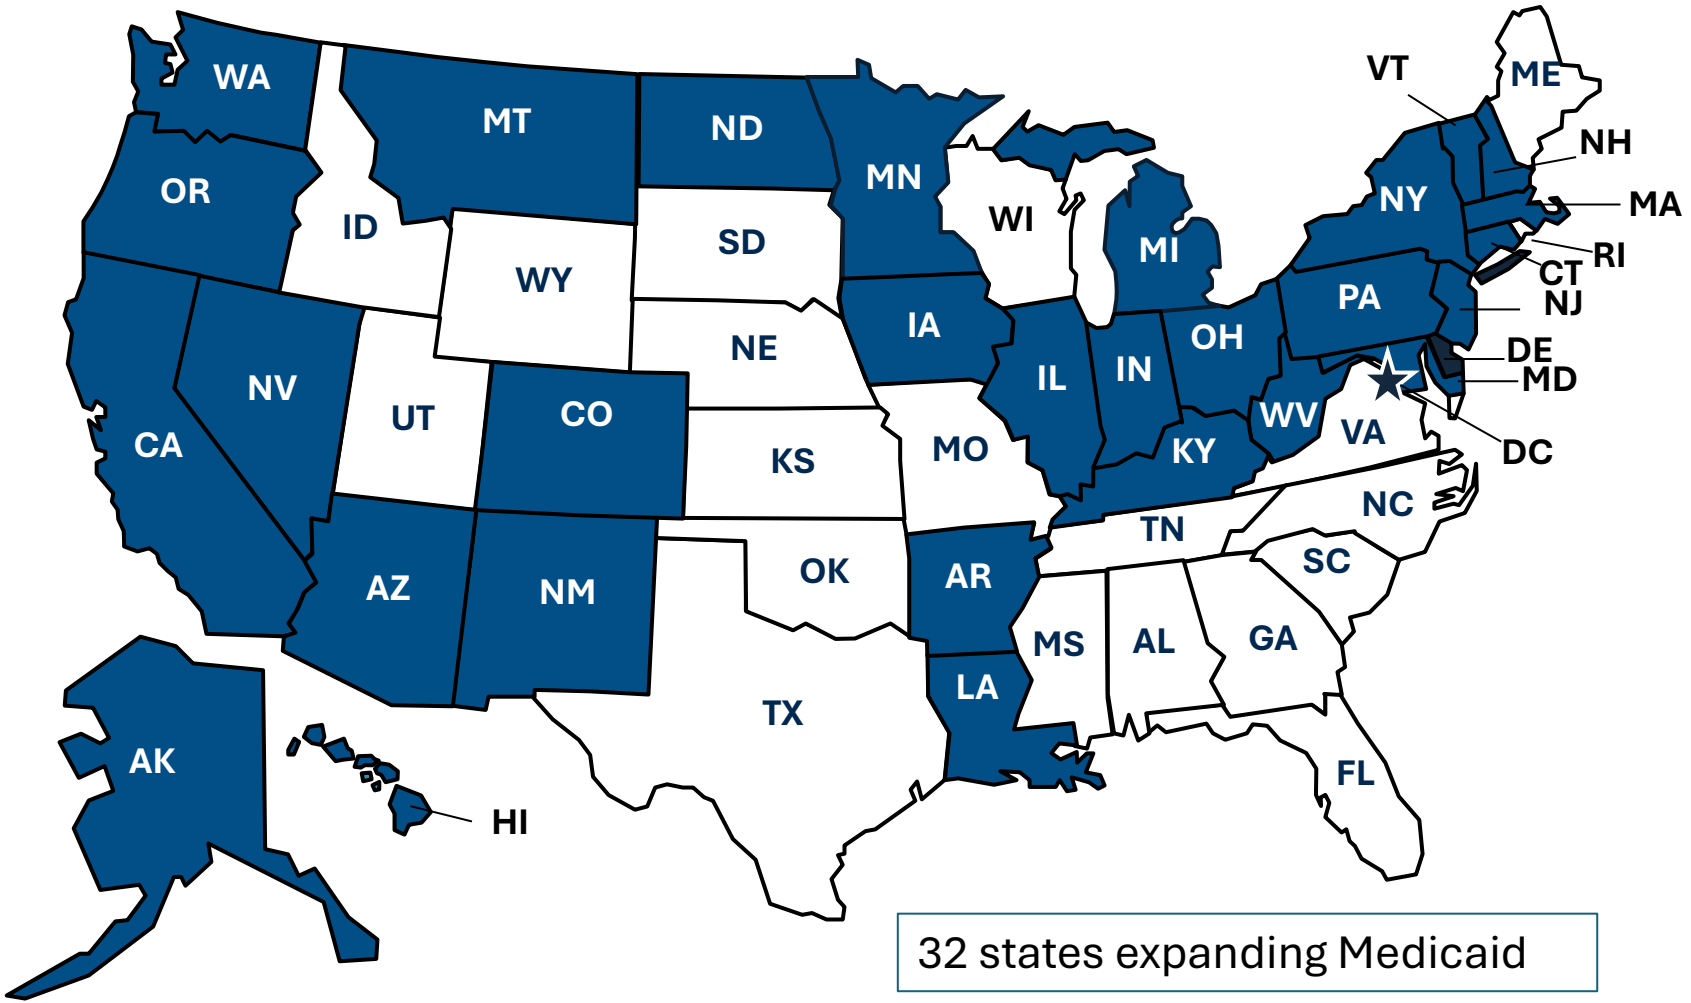 VT
ME
WA
MT
ND
NH
MN
OR
NY
MA
WI
ID
SD
MI
RI
WY
CT
PA
NJ
IA
OH
NE
DE
IN
IL
MD
NV
UT
CO
WV
VA
CA
MO
KY
DC
KS
NC
TN
SC
OK
AR
AZ
NM
GA
MS
AL
LA
TX
AK
FL
HI
32 states expanding Medicaid